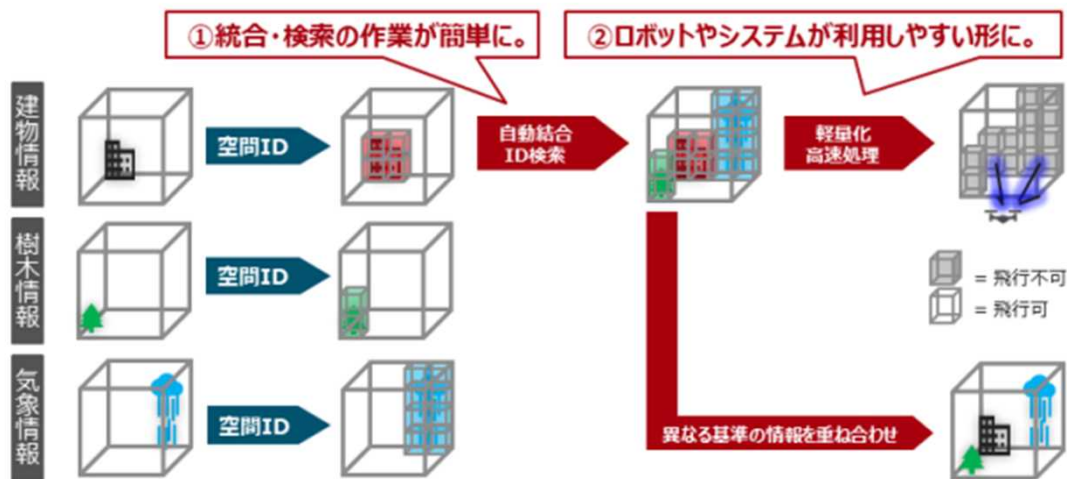 ①統合・検索の作業が簡単に。
②ロボットやシステムが利用しやすい形に。
建物情報
空間ID
自動結合
ID検索
軽量化
高速処理
樹木情報
空間ID
= 飛行不可
= 飛行可
気象情報
空間ID
異なる基準の情報を重ね合わせ